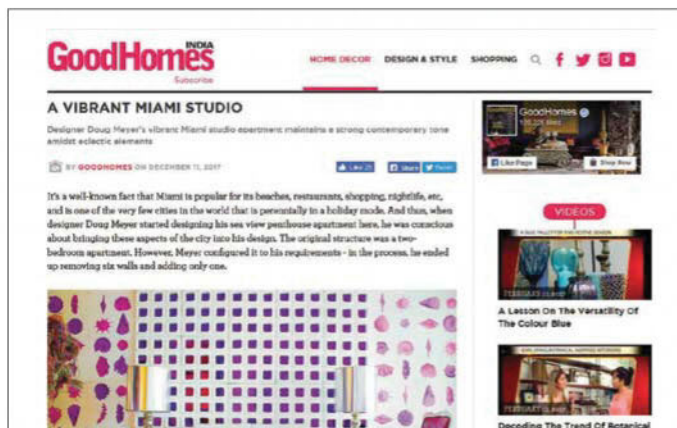 INDIA
GoodHomes
Subscribe
HOME DECOR DESIGN & STYLE SHOPPING
A VIBRANT MIAMI STUDIO
Designer Doug Meyer's vibrant Miami studio apartment maintains a strong contemporary tone
amidst eclectic elements
BY GOODHOMES ON DECEMBER 11, 2017
Like
Share
Tweet
It's a well-known fact that Miami is popular for its beaches, restaurants, shopping, nightlife, etc,
and is one of the very few cities in the world that is perennially in a holiday mode. And thus, when
designer Doug Meyer started designing his sea view penthouse apartment here, he was conscious
about bringing these aspects of the city into his design. The original structure was a two-
bedroom apartment. However, Meyer configured it to his requirements - in the process, he ended
up removing six walls and adding only one.
GoodHomes
likes
Like Page
Shop Now
VIDEOS
FEBRUARY
A Lesson On The Versatility Of
The Colour Blue
FEBRUARY
Decoding The Trend Of Botanical